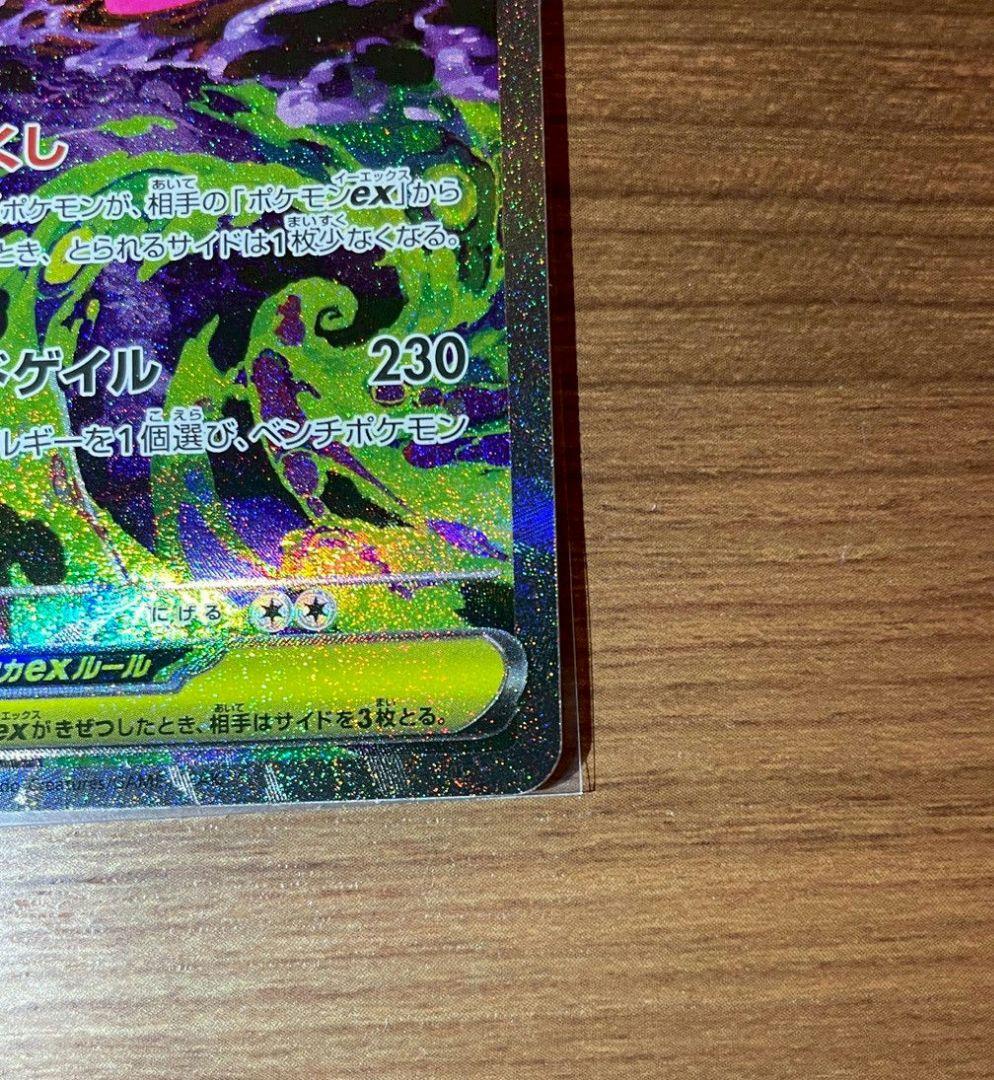 くし
ポケモンが、相手の「ポケモンex」から
とき、とられるサイドは1枚少なくなる。
ドゲイル 230
ルギーを1個選び、ベンチポケモン
にげる
カexルール
exがきぜつしたとき、相手はサイドを3枚とる。
Creatures/GAME